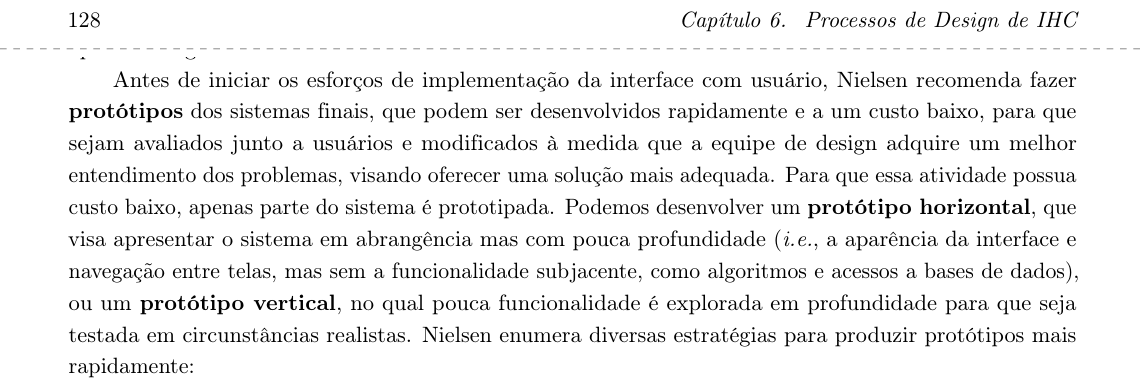 128 Capítulo 6. Processos de Design de IHC
Antes de iniciar os esforços de implementação da interface com usuário, Nielsen recomenda fazer
protótipos dos sistemas finais, que podem ser desenvolvidos rapidamente e a um custo baixo, para que
sejam avaliados junto a usuários e modificados à medida que a equipe de design adquire um melhor
entendimento dos problemas, visando oferecer uma solução mais adequada. Para que essa atividade possua
custo baixo, apenas parte do sistema é prototipada. Podemos desenvolver um protótipo horizontal, que
visa apresentar o sistema em abrangência mas com pouca profundidade (i.e., a aparência da interface e
navegação entre telas, mas sem a funcionalidade subjacente, como algoritmos e acessos a bases de dados),
ou um protótipo vertical, no qual pouca funcionalidade é explorada em profundidade para que seja
testada em circunstâncias realistas. Nielsen enumera diversas estratégias para produzir protótipos mais
rapidamente: